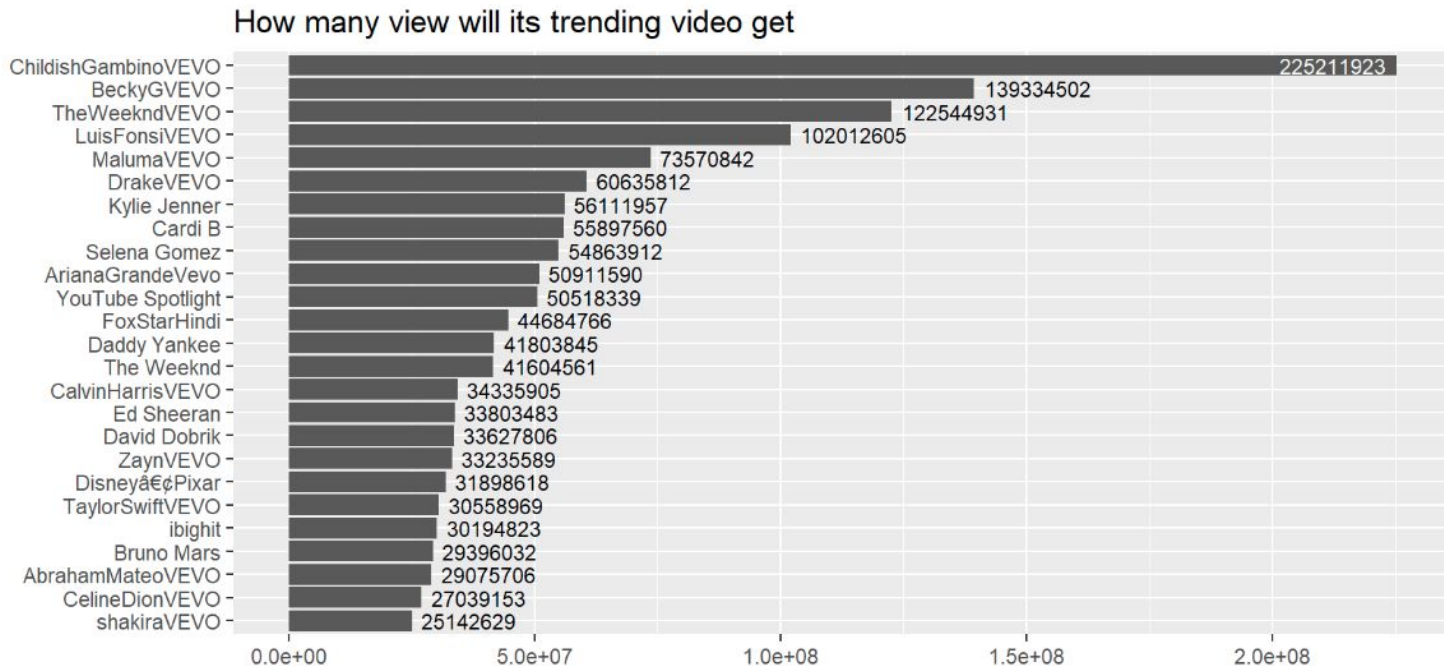 How many view will its trending video get
ChildishGambinoVEVO 225211923
BeckyGVEVO 139334502
TheWeekndVEVO 122544931
LuisFonsiVEVO 102012605
MalumaVEVO 73570842
DrakeVEVO 60635812
Kylie Jenner 56111957
Cardi B 55897560
Selena Gomez 54863912
ArianaGrandeVevo 50911590
YouTube Spotlight 50518339
FoxStarHindi 44684766
Daddy Yankee 41803845
The Weeknd 41604561
CalvinHarrisVEVO 34335905
Ed Sheeran 33803483
David Dobrik 33627806
ZaynVEVO 33235589
Disneyâ€¢Pixar 31898618
TaylorSwiftVEVO 30558969
ibighit 30194823
Bruno Mars 29396032
AbrahamMateoVEVO 29075706
CelineDionVEVO 27039153
shakiraVEVO 25142629
0.0e+00 5.0e+07 1.0e+08 1.5e+08 2.0e+08